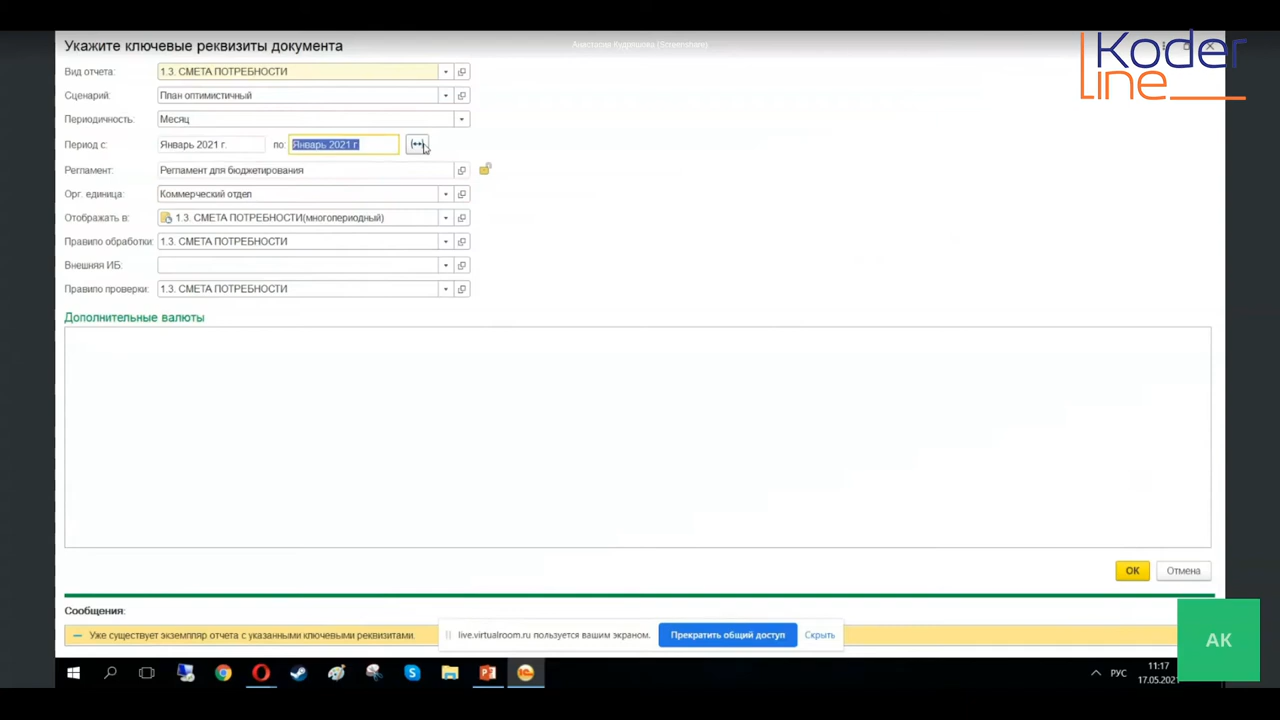 Укажите ключевые реквизиты документа
Анастасия Кудряшова (Screenshare)
Koder
Line
Вид отчета: 1.3. СМЕТА ПОТРЕБНОСТИ
Сценарий: План оптимистичный
Периодичность: Месяц
Период с: Январь 2021 г. по: Январь 2021 г
Регламент: Регламент для бюджетирования
Орг. единица: Коммерческий отдел
Отображать в: 1.3. СМЕТА ПОТРЕБНОСТИ(многопериодный)
Правило обработки: 1.3. СМЕТА ПОТРЕБНОСТИ
Внешняя ИБ:
Правило проверки: 1.3. СМЕТА ПОТРЕБНОСТИ
Дополнительные валюты
ОК Отмена
Сообщения:
Уже существует экземпляр отчета с указанными ключевыми реквизитами.
live.virtualroom.ru пользуется вашим экраном. Прекратить общий доступ Скрыть
АК
РУС 11:17
17.05.2021